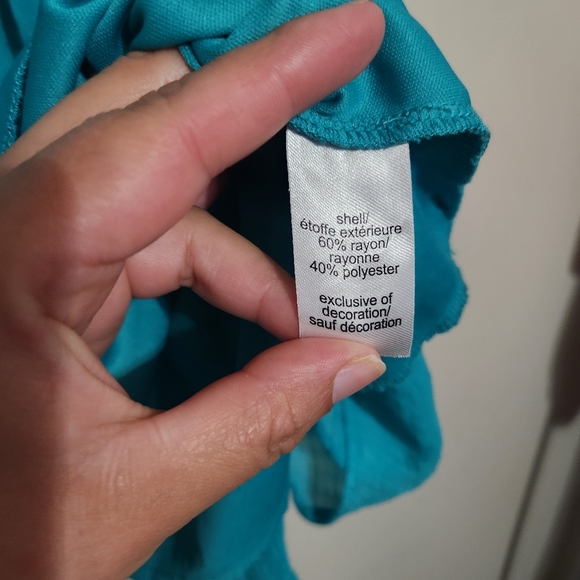 shell/
étoffe extérieure
60% rayon/
rayonne
40% polyester
exclusive of
decoration/
sauf décoration